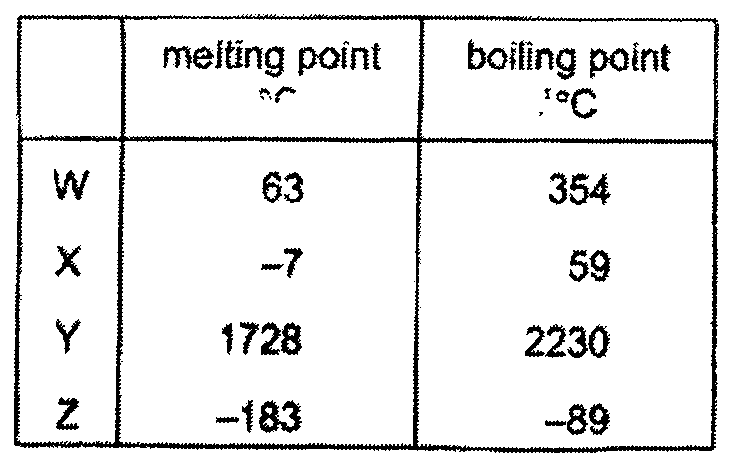 melting point boiling point
°C
W 63 354
X –7 59
Y 1728 2230
Z –183 –89